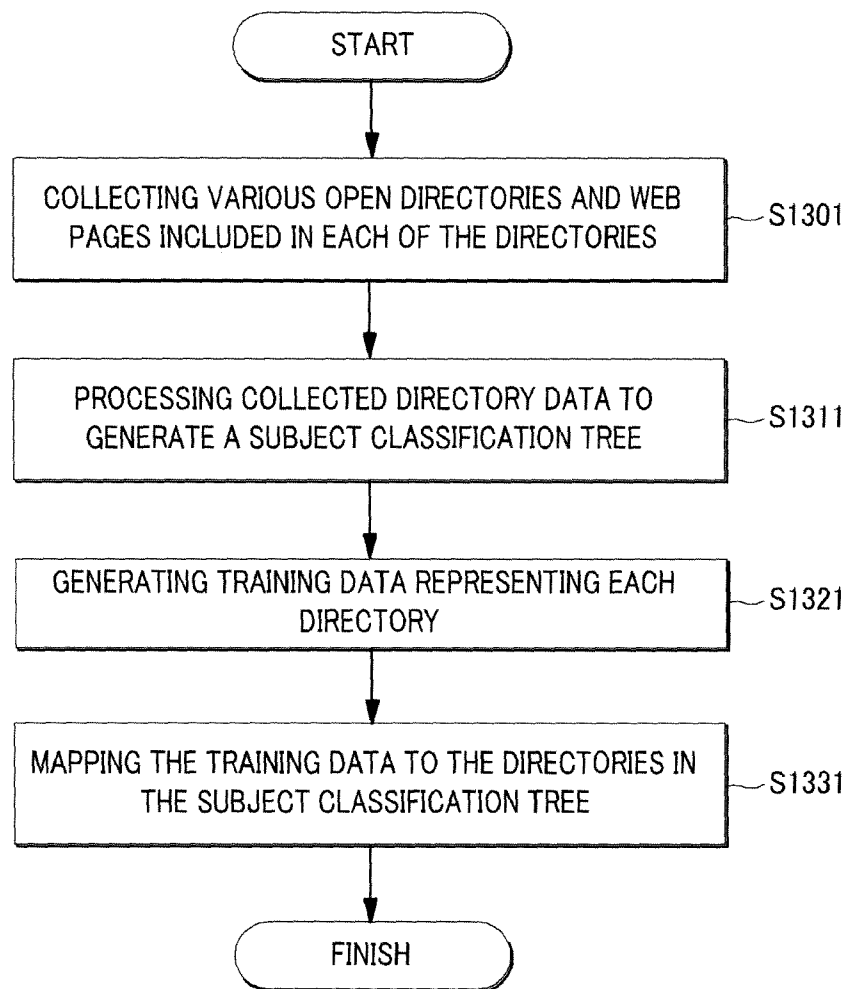 START
COLLECTING VARIOUS OPEN DIRECTORIES AND WEB
PAGES INCLUDED IN EACH OF THE DIRECTORIES
S1301
PROCESSING COLLECTED DIRECTORY DATA TO
GENERATE A SUBJECT CLASSIFICATION TREE
S1311
GENERATING TRAINING DATA REPRESENTING EACH
DIRECTORY
S1321
MAPPING THE TRAINING DATA TO THE DIRECTORIES IN
THE SUBJECT CLASSIFICATION TREE
S1331
FINISH